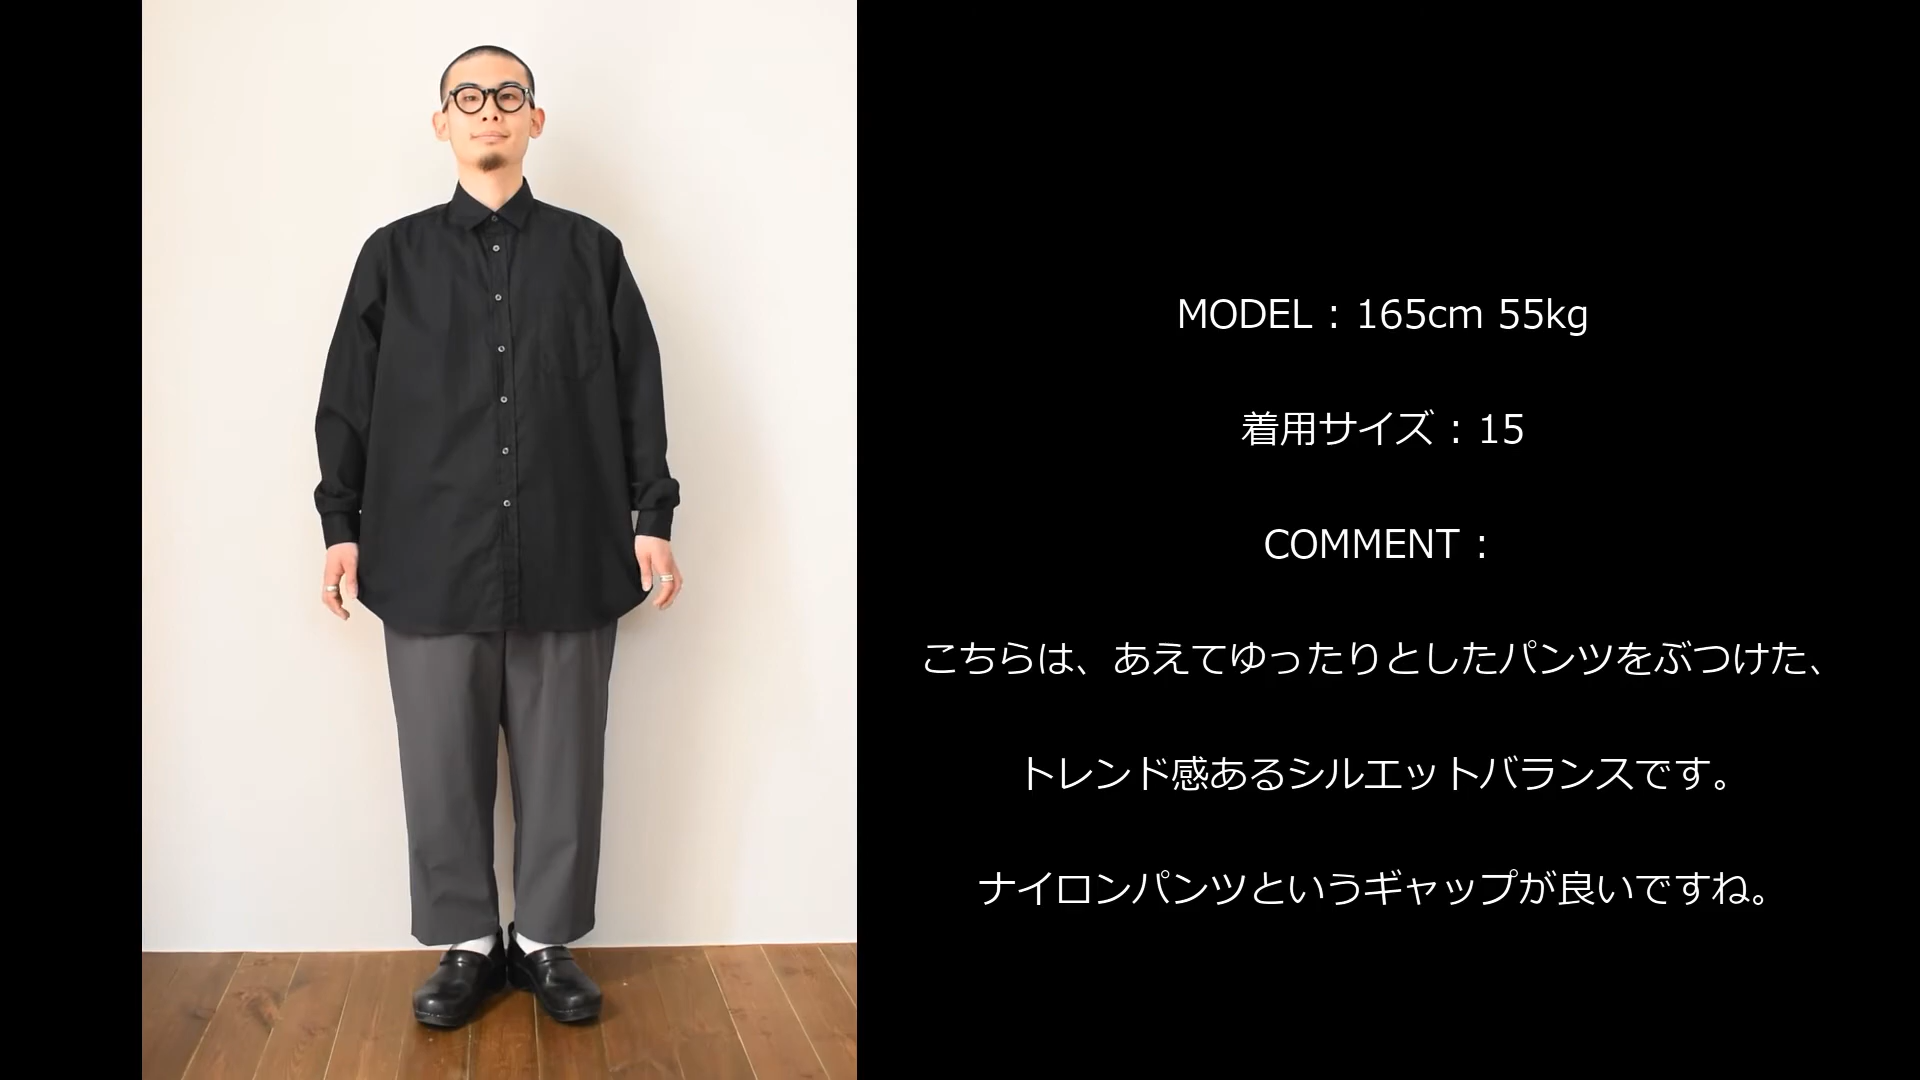 MODEL : 165cm 55kg
着用サイズ : 15
COMMENT :
こちらは、あえてゆったりとしたパンツをぶつけた、
トレンド感あるシルエットバランスです。
ナイロンパンツというギャップが良いですね。